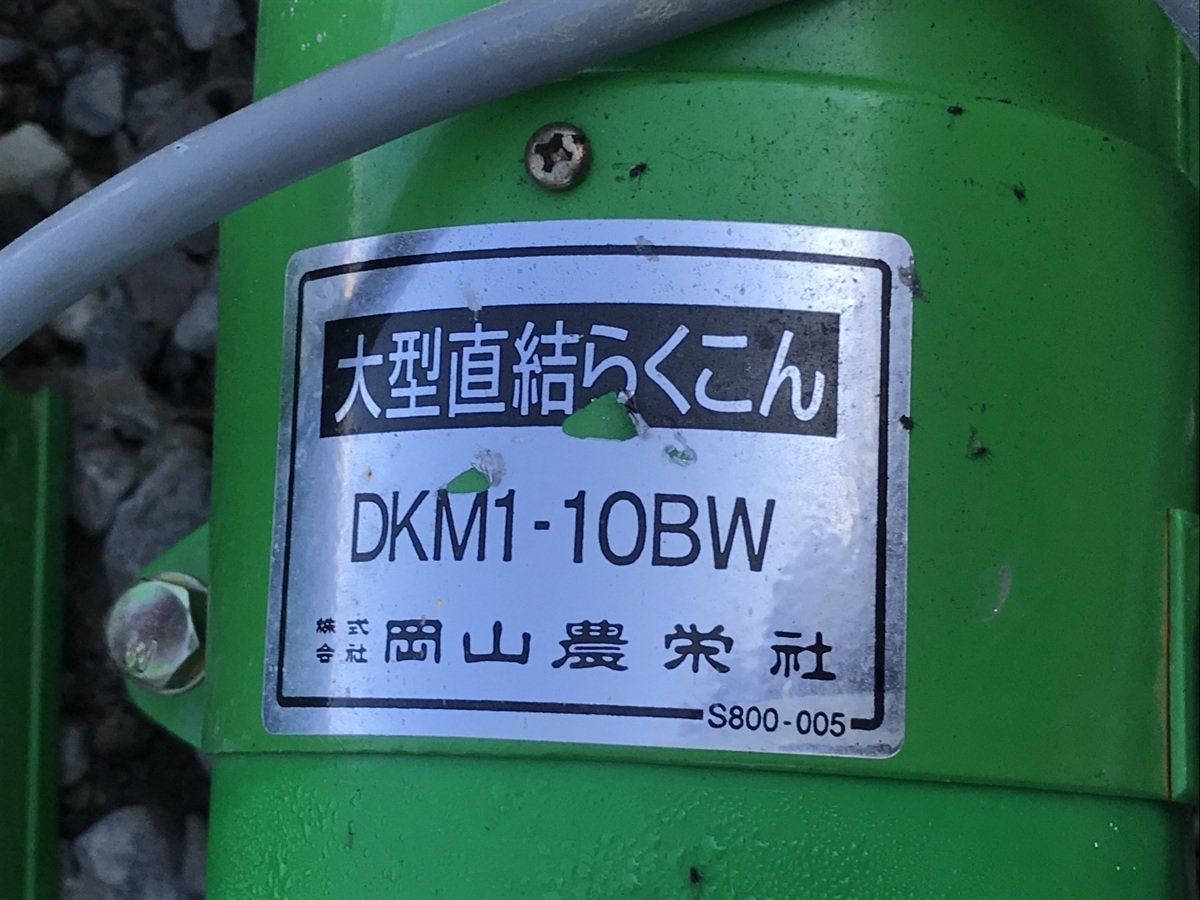 大型直結らくこん
DKM1-10BW
株式会社 岡山農栄社
S800-005